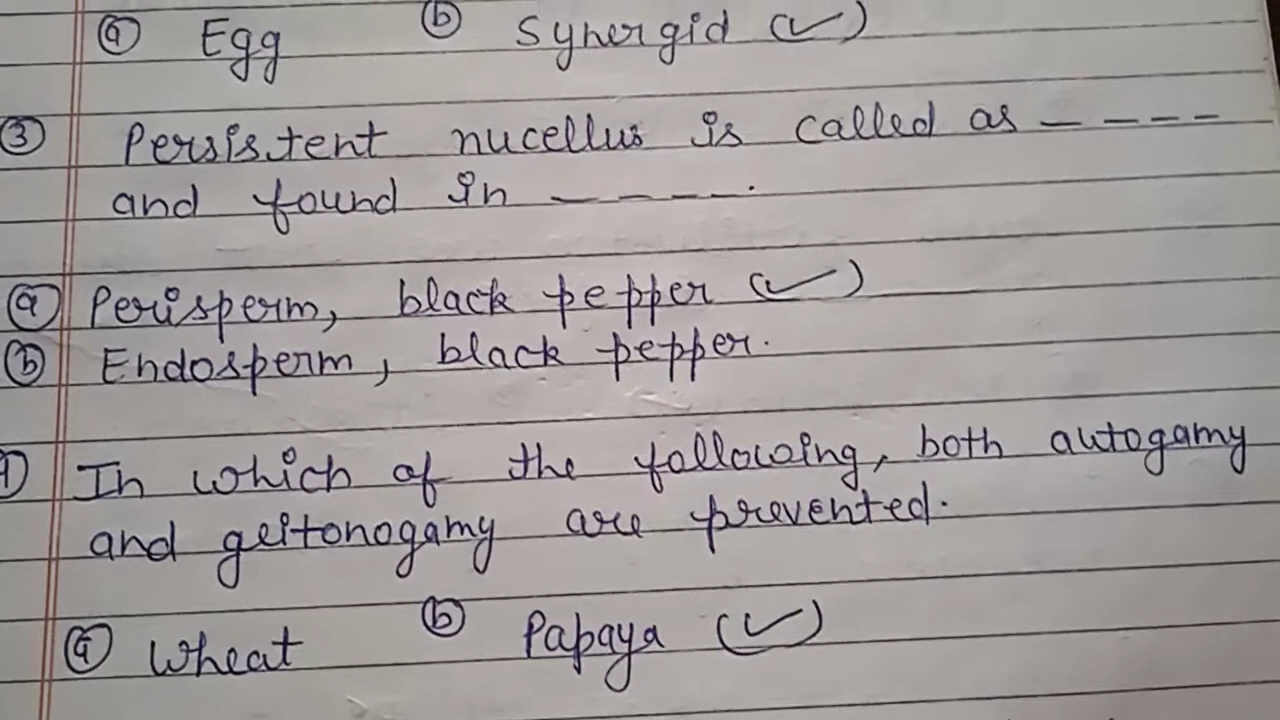 (a) Egg (b) Synergid (✓)
(3) Persistent nucellus is called as ----
and found in ----.
(a) Perisperm, black pepper (✓)
(b) Endosperm, black pepper.
In which of the following, both autogamy
and geitonogamy are prevented.
(a) Wheat (b) Papaya (✓)